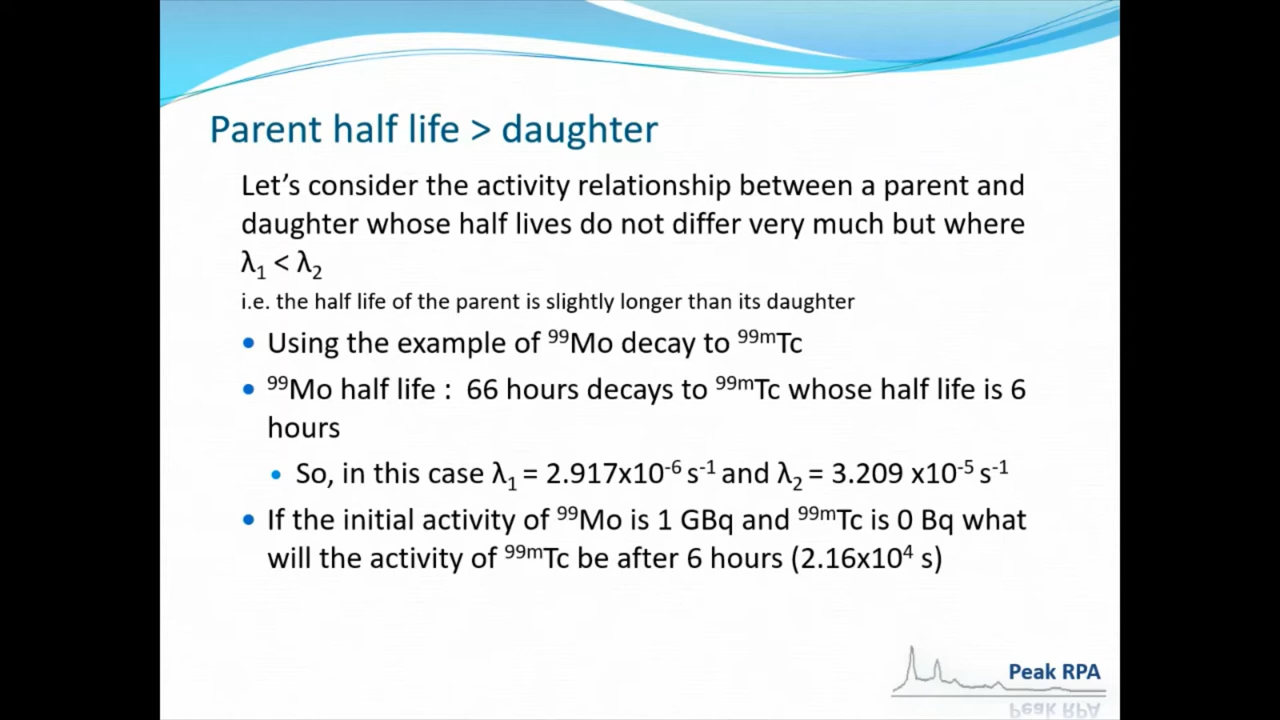 Parent half life > daughter
Let's consider the activity relationship between a parent and
daughter whose half lives do not differ very much but where
λ₁ < λ₂
i.e. the half life of the parent is slightly longer than its daughter
• Using the example of ⁹⁹Mo decay to ⁹⁹ᵐTc
• ⁹⁹Mo half life : 66 hours decays to ⁹⁹ᵐTc whose half life is 6
hours
• So, in this case λ₁ = 2.917x10⁻⁶ s⁻¹ and λ₂ = 3.209 x10⁻⁵ s⁻¹
• If the initial activity of ⁹⁹Mo is 1 GBq and ⁹⁹ᵐTc is 0 Bq what
will the activity of ⁹⁹ᵐTc be after 6 hours (2.16x10⁴ s)
Peak RPA